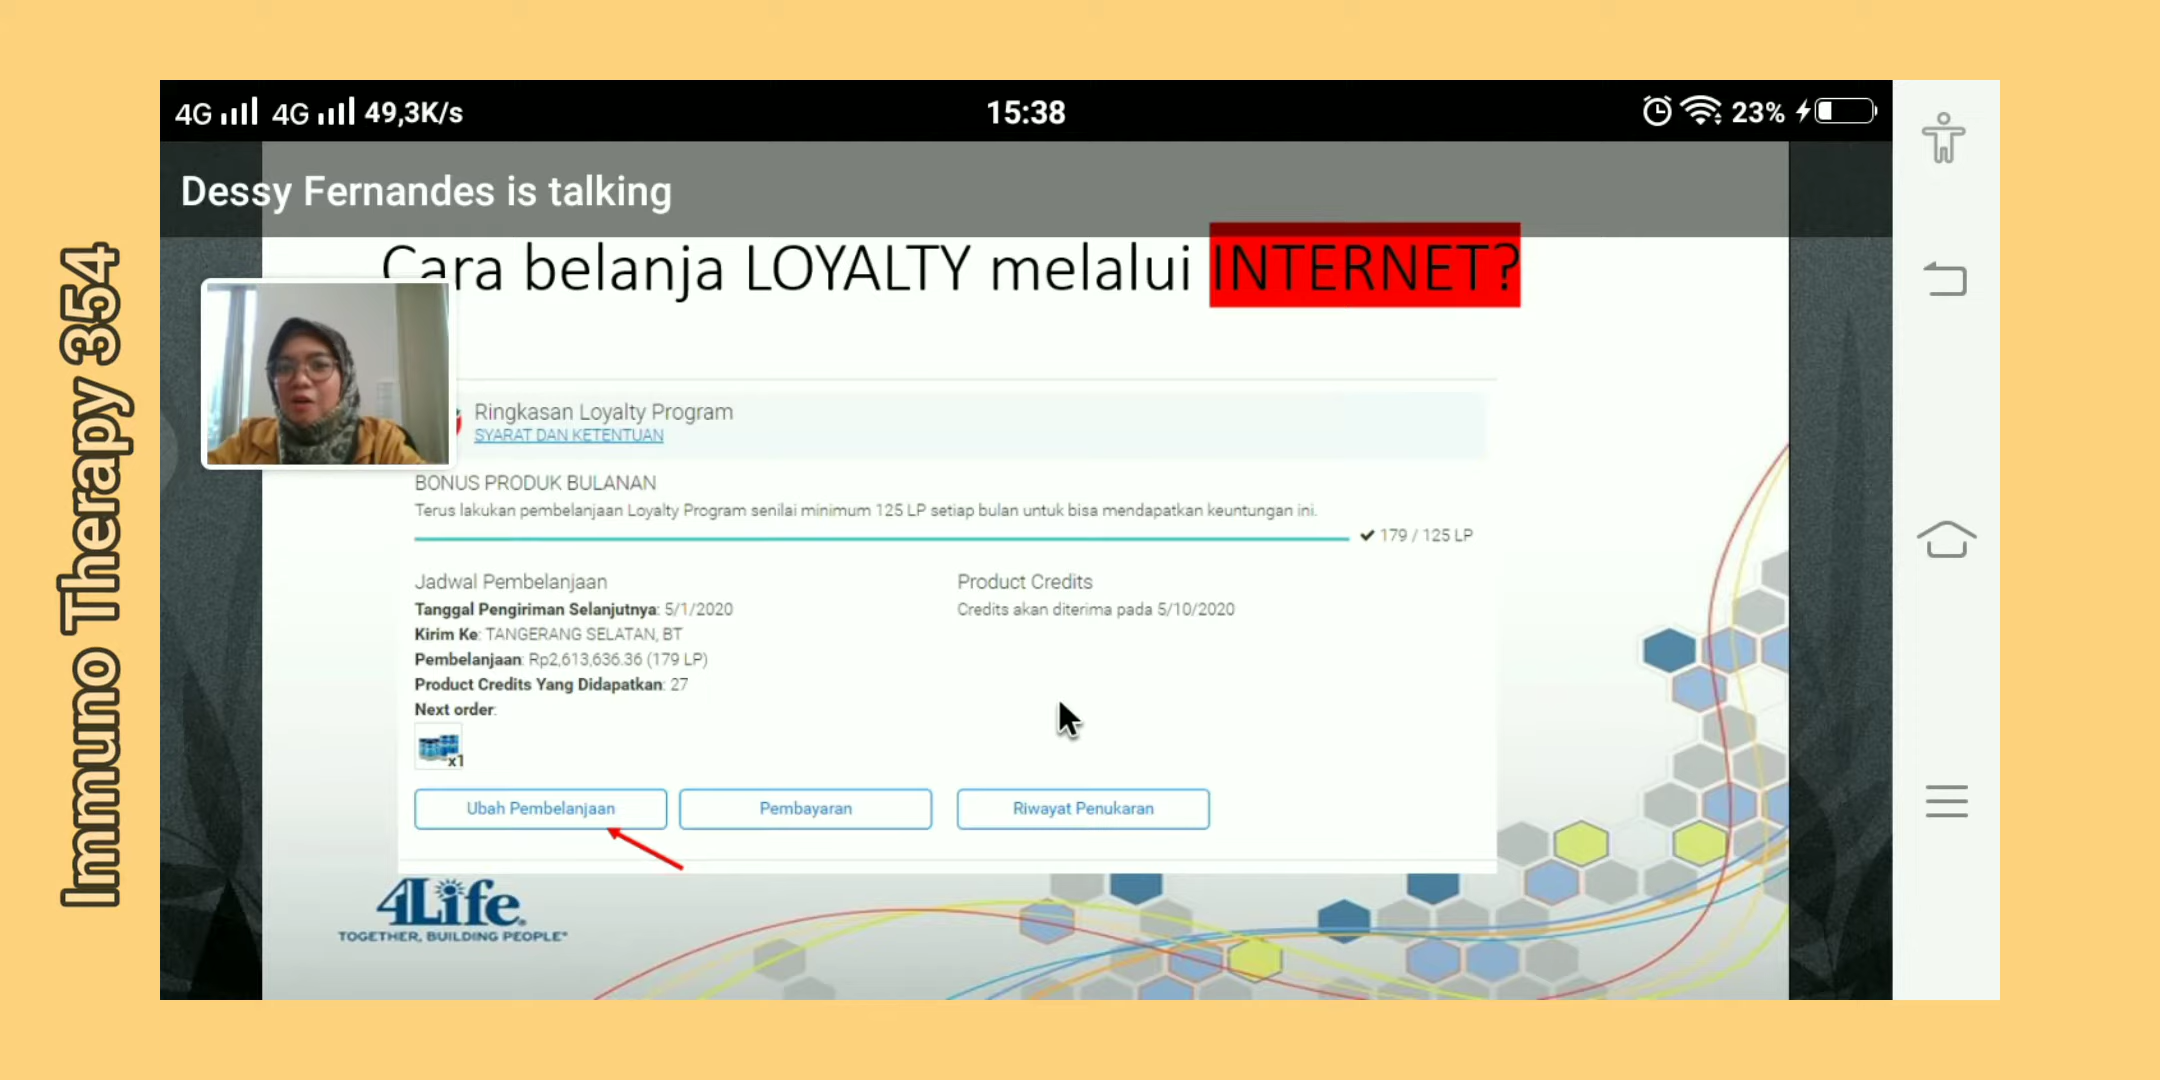 Immuno Therapy 354
4G 4G 49,3K/s 15:38 23%
Dessy Fernandes is talking
Cara belanja LOYALTY melalui INTERNET?
Ringkasan Loyalty Program
SYARAT DAN KETENTUAN
BONUS PRODUK BULANAN
Terus lakukan pembelanjaan Loyalty Program senilai minimum 125 LP setiap bulan untuk bisa mendapatkan keuntungan ini.
179 / 125 LP
Jadwal Pembelanjaan
Tanggal Pengiriman Selanjutnya: 5/1/2020
Kirim Ke: TANGERANG SELATAN, BT
Pembelanjaan: Rp2,613,636.36 (179 LP)
Product Credits Yang Didapatkan: 27
Next order:
x1
Product Credits
Credits akan diterima pada 5/10/2020
Ubah Pembelanjaan
Pembayaran
Riwayat Penukaran
4Life®
TOGETHER, BUILDING PEOPLE®